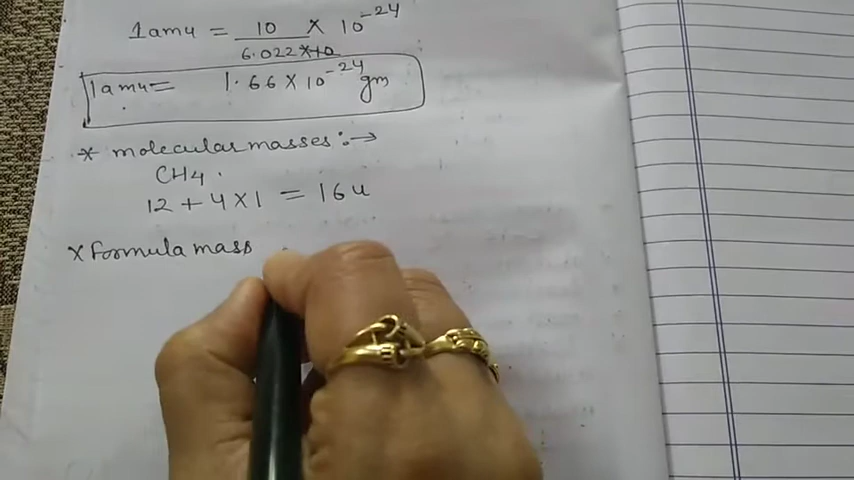 1amu = 10/6.022×10 × 10⁻²⁴
1amu= 1.66×10⁻²⁴ gm
* molecular masses:→
CH4.
12+4×1 = 16u
× Formula mass